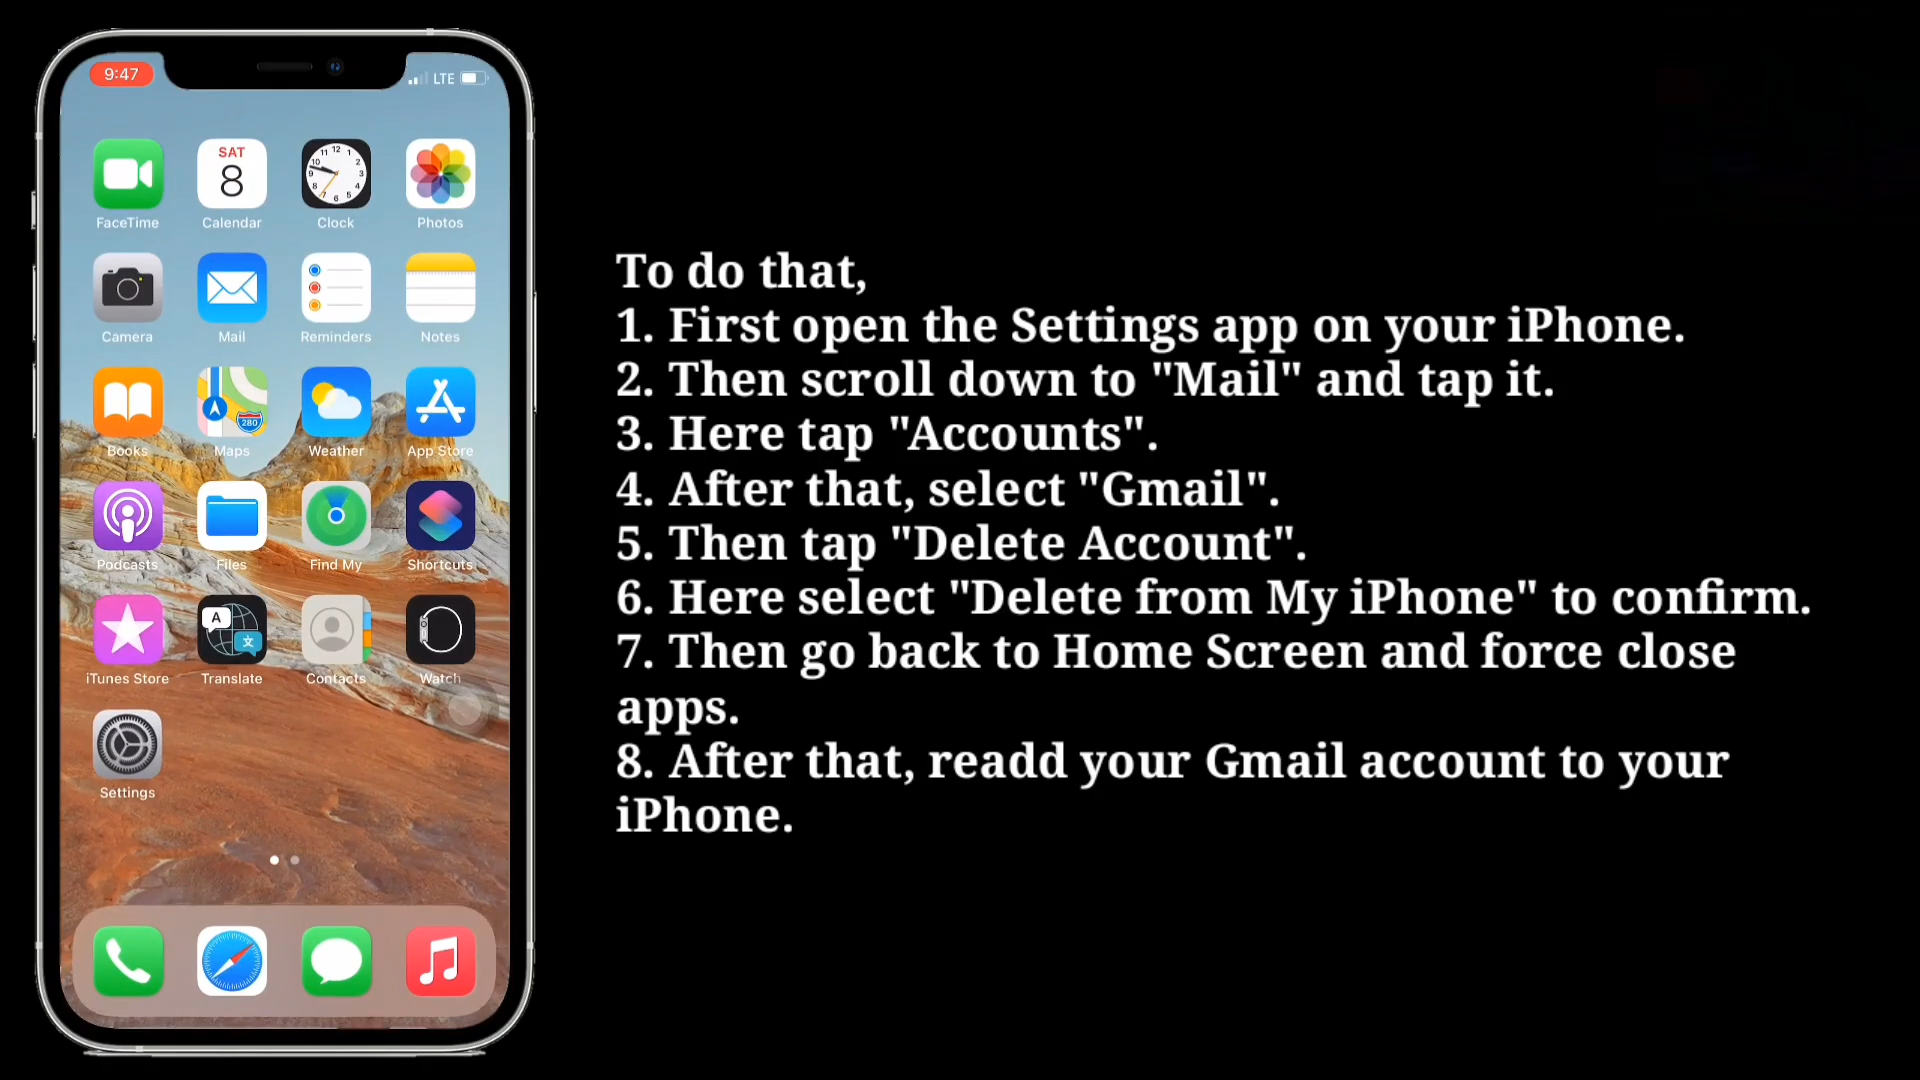 9:47
LTE
SAT
8
12
FaceTime
Calendar
Clock
Photos
Camera
Mail
Reminders
Notes
280
Books
Maps
Weather
App Store
Podcasts
Files
Find My
Shortcuts
A
文
iTunes Store
Translate
Contacts
Watch
Settings
To do that,
1. First open the Settings app on your iPhone.
2. Then scroll down to "Mail" and tap it.
3. Here tap "Accounts".
4. After that, select "Gmail".
5. Then tap "Delete Account".
6. Here select "Delete from My iPhone" to confirm.
7. Then go back to Home Screen and force close
apps.
8. After that, readd your Gmail account to your
iPhone.